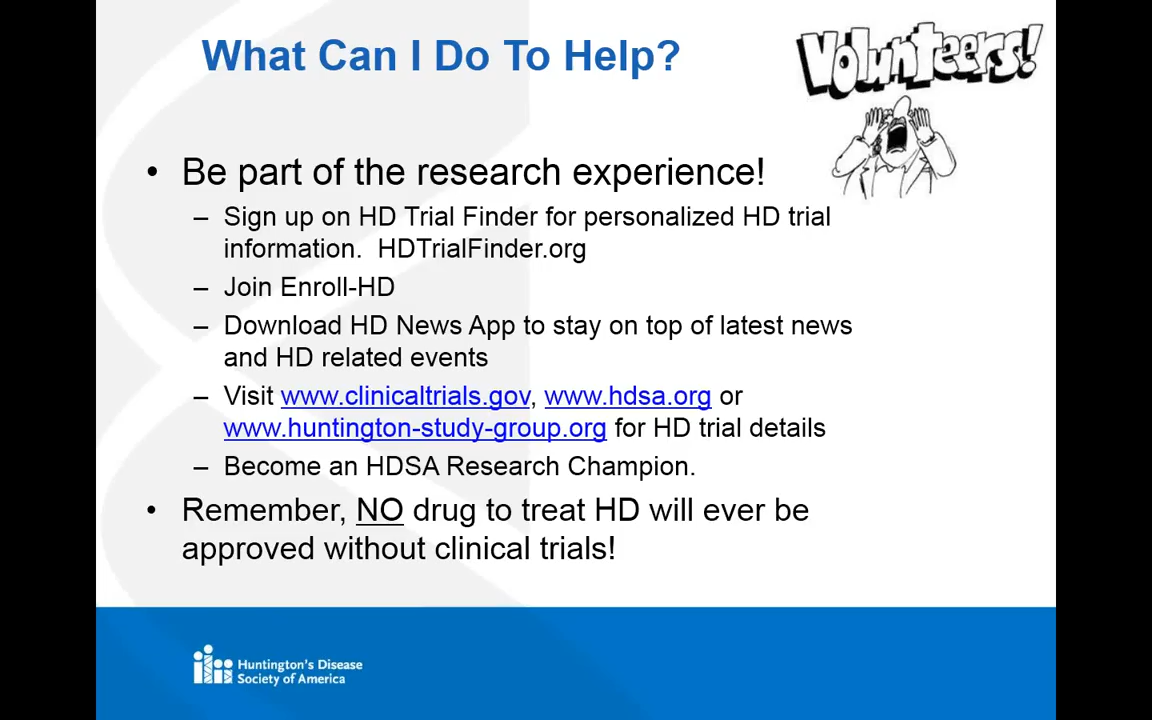 What Can I Do To Help?
Volunteers!
• Be part of the research experience!
– Sign up on HD Trial Finder for personalized HD trial
information.  HDTrialFinder.org
– Join Enroll-HD
– Download HD News App to stay on top of latest news
and HD related events
– Visit www.clinicaltrials.gov, www.hdsa.org or
www.huntington-study-group.org for HD trial details
– Become an HDSA Research Champion.
• Remember, NO drug to treat HD will ever be
approved without clinical trials!
Huntington's Disease
Society of America